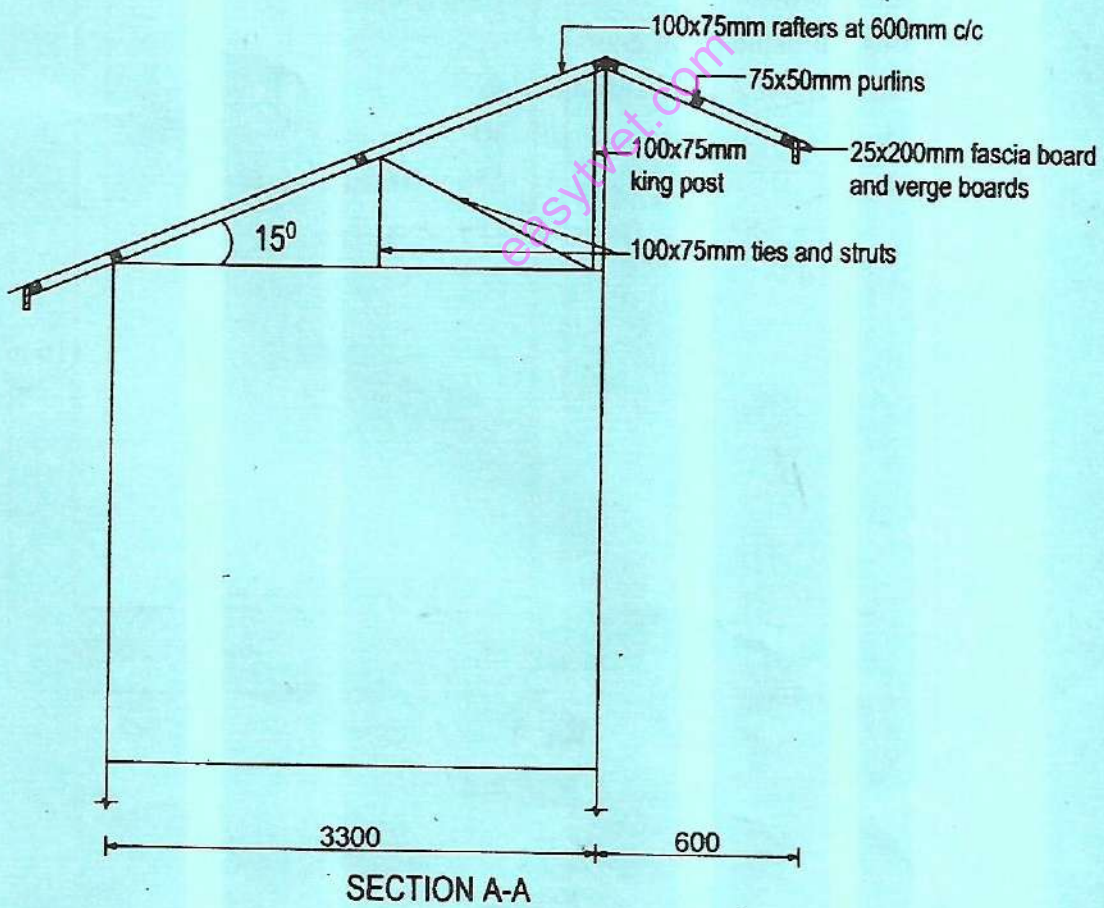 100x75mm rafters at 600mm c/c
75x50mm purlins
100x75mm
king post
25x200mm fascia board
and verge boards
15⁰
100x75mm ties and struts
easytvet.com
3300
600
SECTION A-A